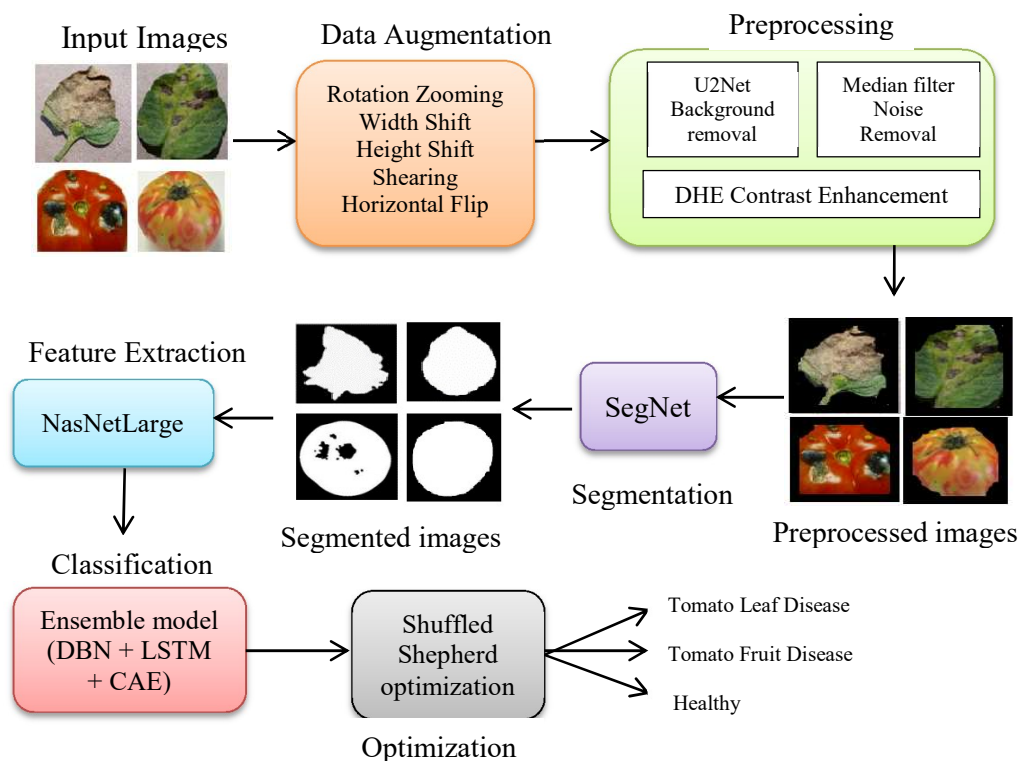 Input Images
Data Augmentation
Rotation Zooming
Width Shift
Height Shift
Shearing
Horizontal Flip
Preprocessing
U2Net
Background
removal
Median filter
Noise
Removal
DHE Contrast Enhancement
Preprocessed images
SegNet
Segmentation
Segmented images
Feature Extraction
NasNetLarge
Classification
Ensemble model
(DBN + LSTM
+ CAE)
Shuffled
Shepherd
optimization
Optimization
Tomato Leaf Disease
Tomato Fruit Disease
Healthy